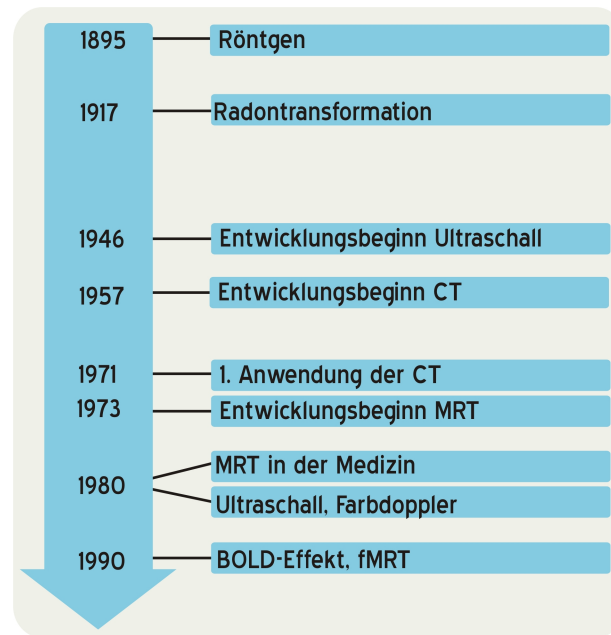 1895 Röntgen
1917 Radontransformation
1946 Entwicklungsbeginn Ultraschall
1957 Entwicklungsbeginn CT
1971 1. Anwendung der CT
1973 Entwicklungsbeginn MRT
1980 MRT in der Medizin
Ultraschall, Farbdoppler
1990 BOLD-Effekt, fMRT